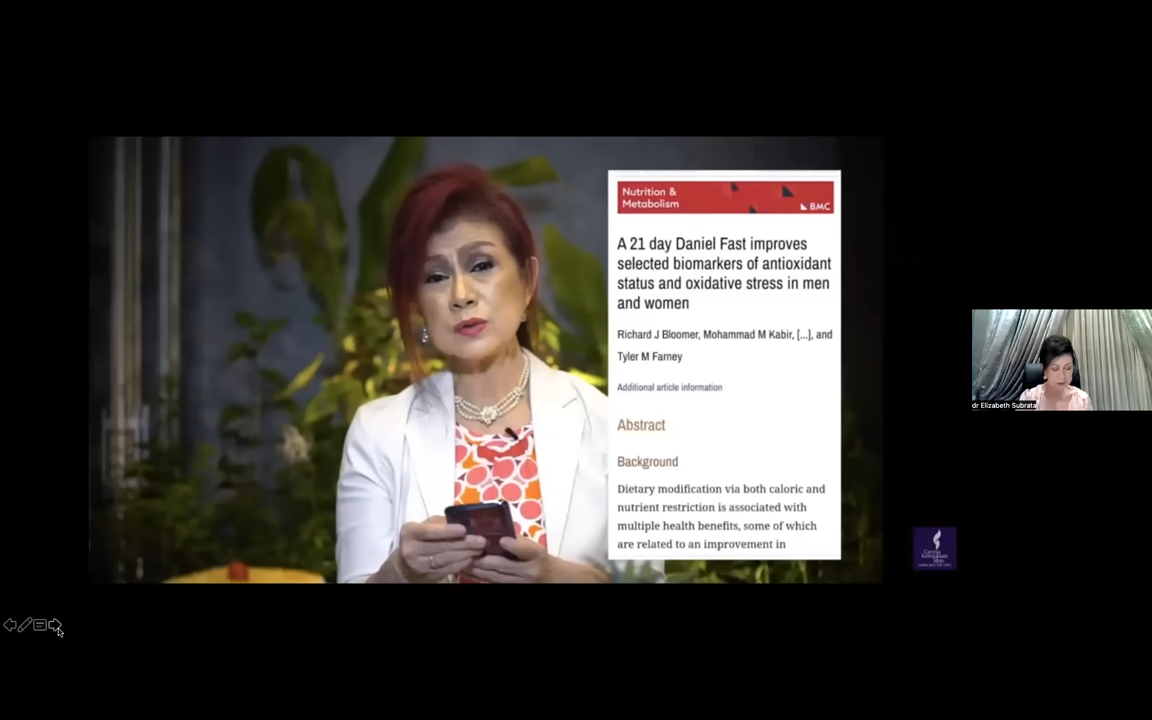 Nutrition &
Metabolism
BMC
A 21 day Daniel Fast improves
selected biomarkers of antioxidant
status and oxidative stress in men
and women
Richard J Bloomer, Mohammad M Kabir, [...], and
Tyler M Farney
Additional article information
Abstract
Background
Dietary modification via both caloric and
nutrient restriction is associated with
multiple health benefits, some of which
are related to an improvement in
dr Elizabeth Subrata